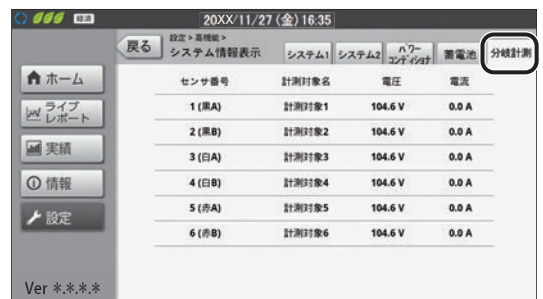 経済
20XX/11/27 (金) 16:35
戻る
設定 > 高機能 >
システム情報表示
システム1
システム2
パワー
コンディショナ
蓄電池
分岐計測
ホーム
ライブ
レポート
実績
情報
設定
Ver *.*.*.*
センサ番号 計測対象名 電圧 電流
1 (黒A) 計測対象1 104.6 V 0.0 A
2 (黒B) 計測対象2 104.6 V 0.0 A
3 (白A) 計測対象3 104.6 V 0.0 A
4 (白B) 計測対象4 104.6 V 0.0 A
5 (赤A) 計測対象5 104.6 V 0.0 A
6 (赤B) 計測対象6 104.6 V 0.0 A